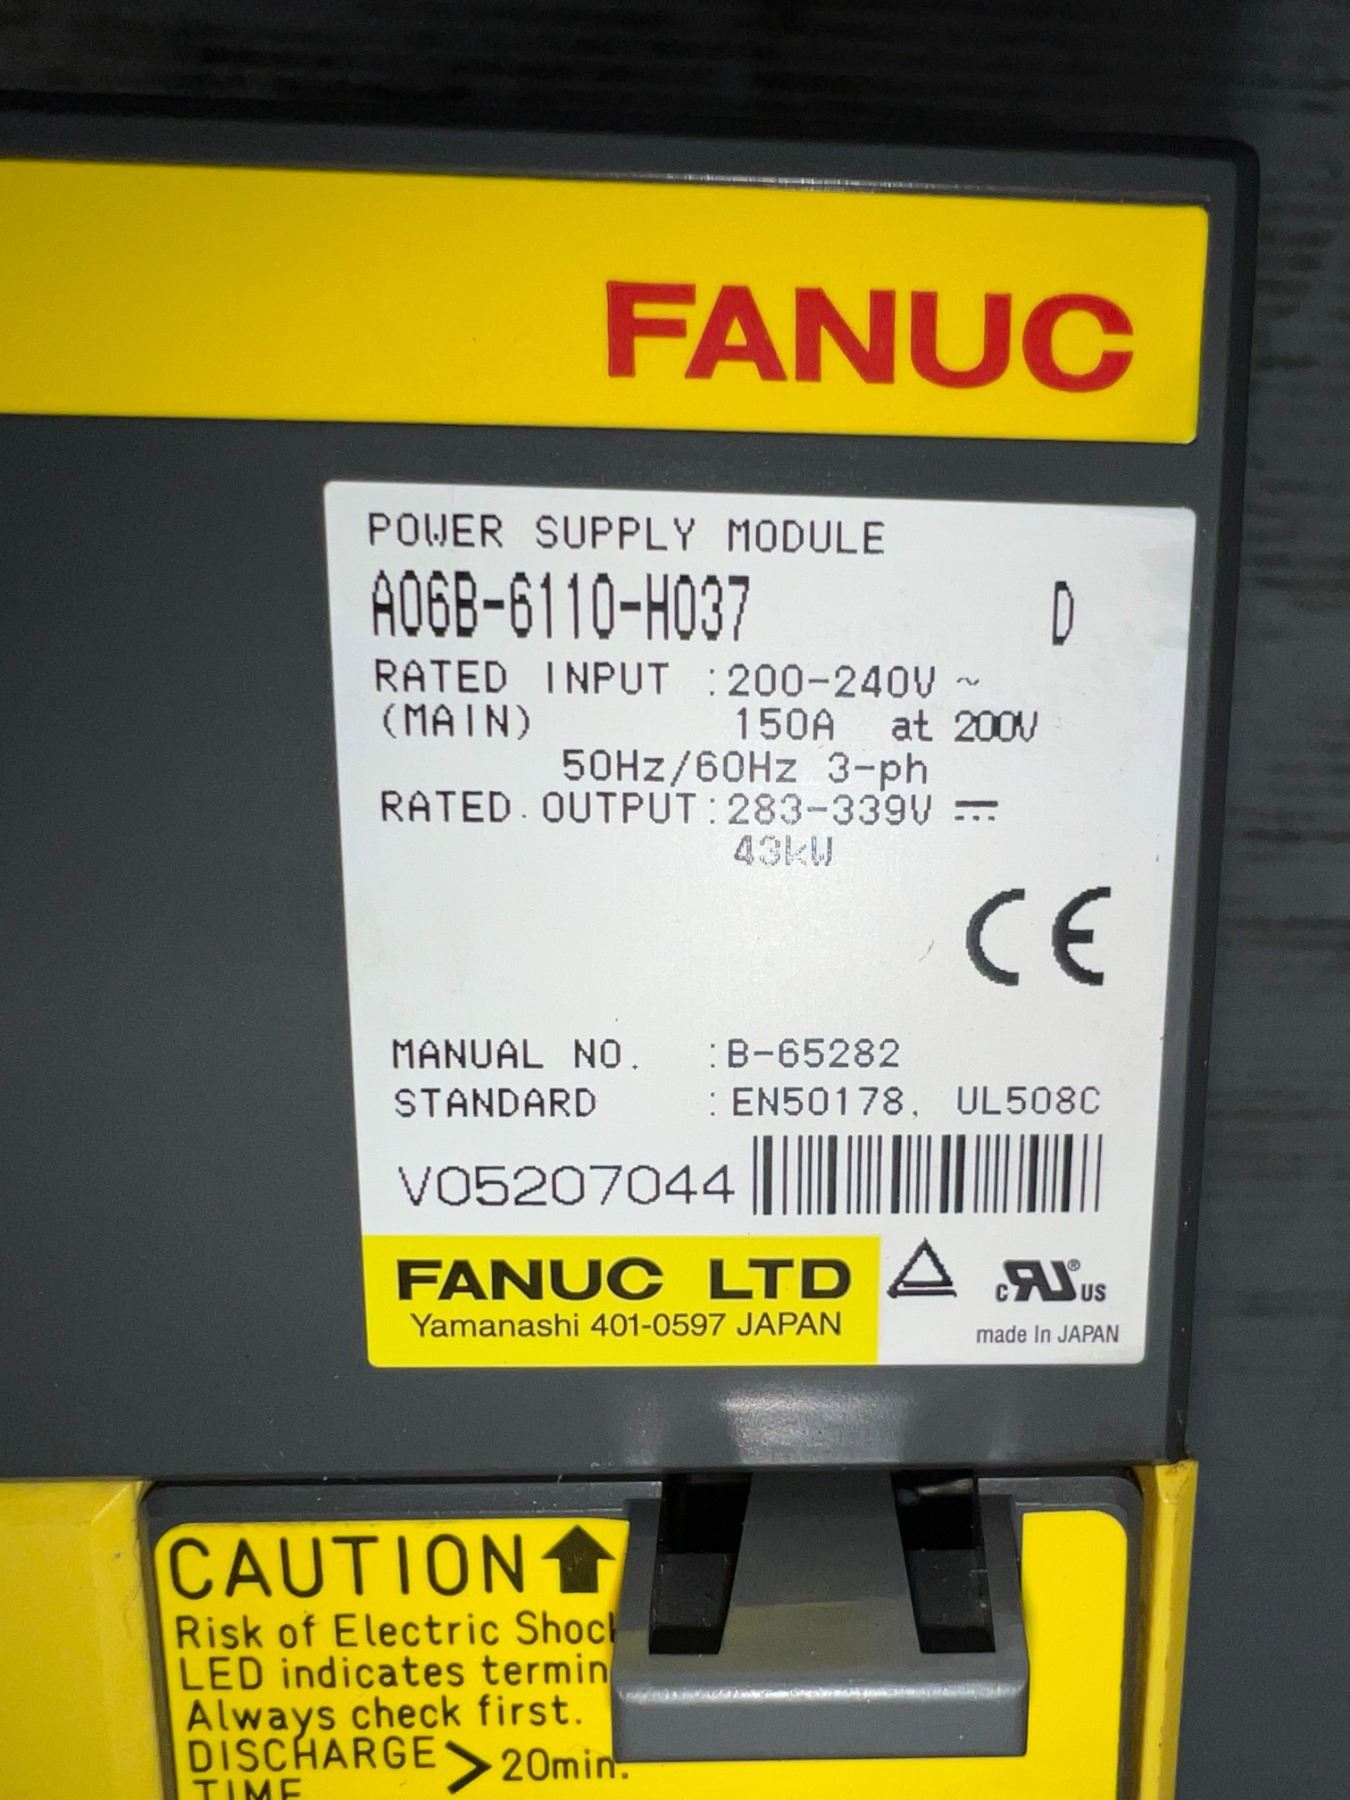 FANUC
POWER SUPPLY MODULE
A06B-6110-H037 D
RATED INPUT :200-240V ~
(MAIN) 150A at 200V
50Hz/60Hz 3-ph
RATED OUTPUT:283-339V ⎓
43kW
CE
MANUAL NO. :B-65282
STANDARD :EN50178, UL508C
V05207044
FANUC LTD
Yamanashi 401-0597 JAPAN
c RU® US
made In JAPAN
CAUTION
Risk of Electric
LED indicates
Always check first.
DISCHARGE > 20min.
TIME